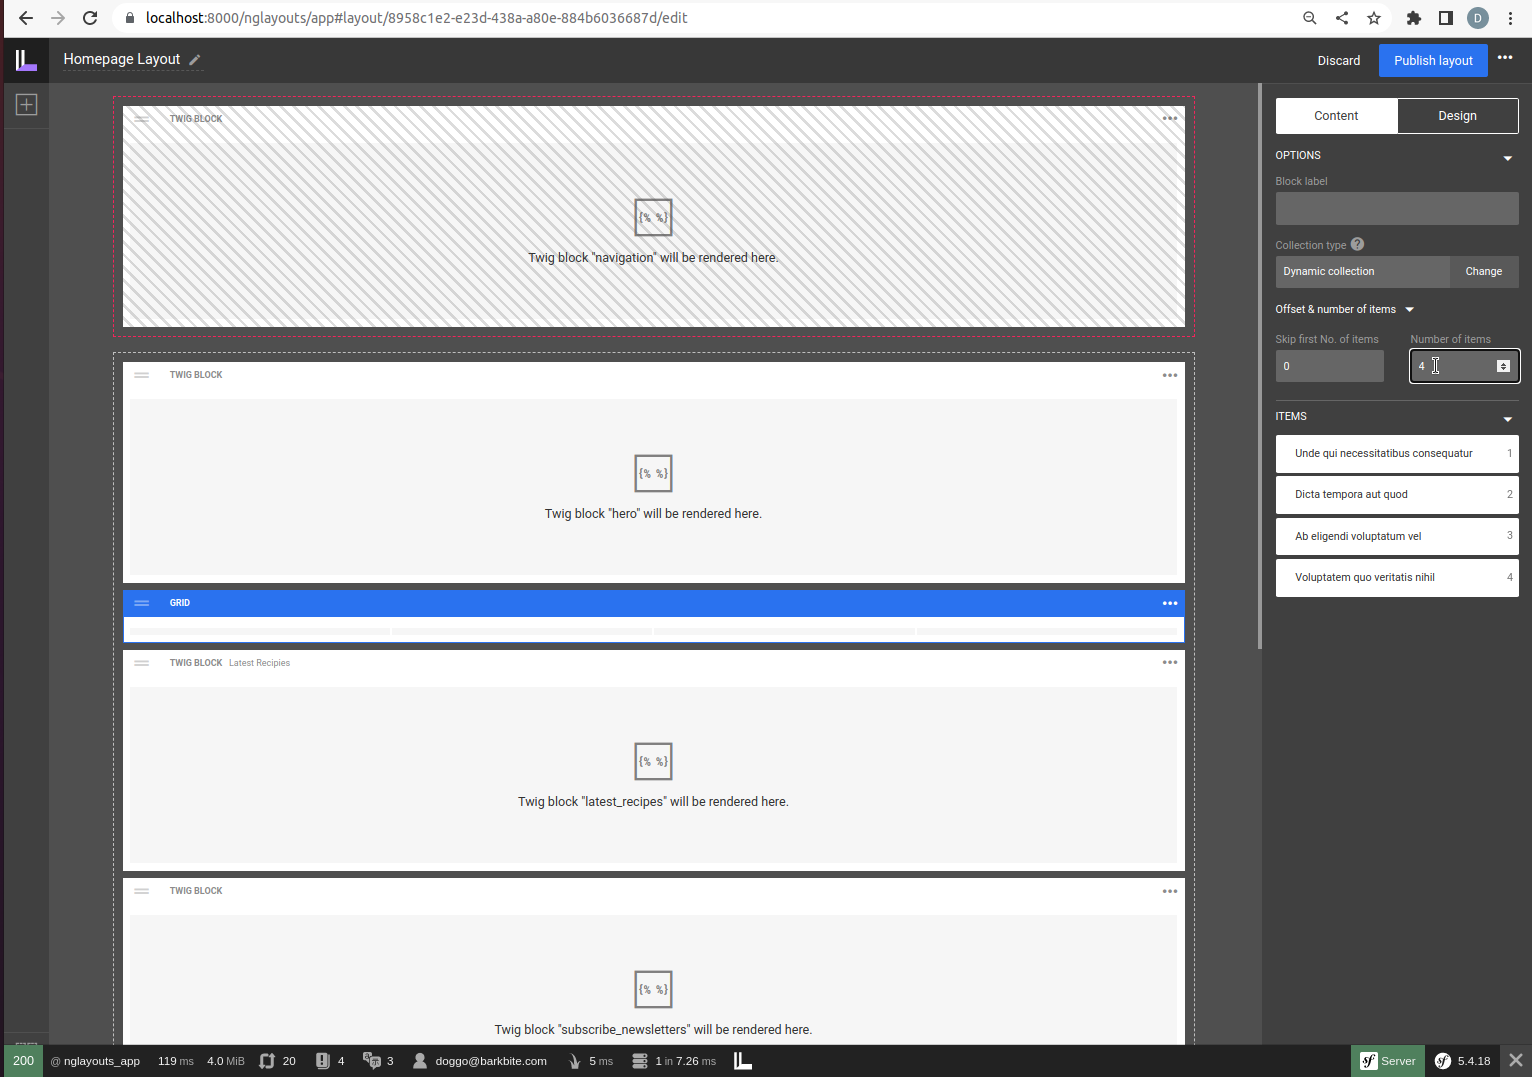 localhost:8000/nglayouts/app#layout/8958c1e2-e23d-438a-a80e-884b6036687d/edit
D
Homepage Layout
Discard
Publish layout
TWIG BLOCK
{% %}
Twig block "navigation" will be rendered here.
TWIG BLOCK
{% %}
Twig block "hero" will be rendered here.
GRID
TWIG BLOCK Latest Recipies
{% %}
Twig block "latest_recipes" will be rendered here.
TWIG BLOCK
{% %}
Twig block "subscribe_newsletters" will be rendered here.
Content Design
OPTIONS
Block label
Collection type ?
Dynamic collection Change
Offset & number of items
Skip first No. of items Number of items
0 4
ITEMS
Unde qui necessitatibus consequatur 1
Dicta tempora aut quod 2
Ab eligendi voluptatum vel 3
Voluptatem quo veritatis nihil 4
200 @ nglayouts_app 119 ms 4.0 MiB 20 4 3 doggo@barkbite.com 5 ms 1 in 7.26 ms sf Server sf 5.4.18